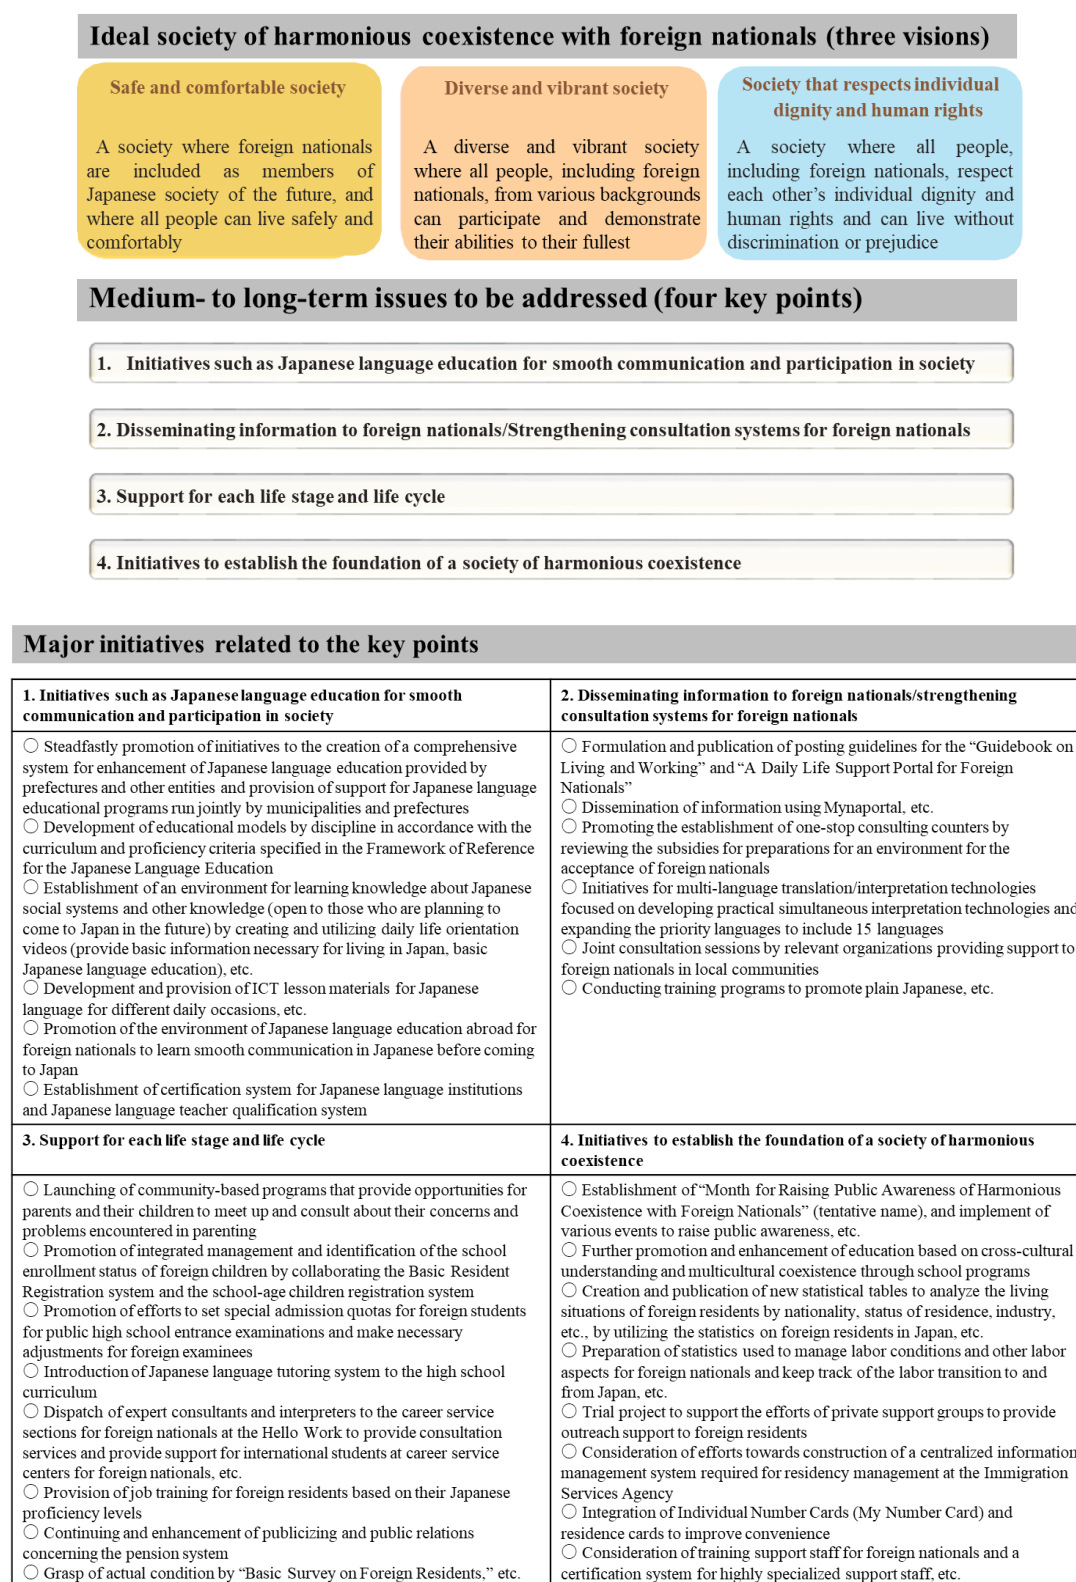 Ideal society of harmonious coexistence with foreign nationals (three visions)
Safe and comfortable society
A society where foreign nationals
are included as members of
Japanese society of the future, and
where all people can live safely and
comfortably
Diverse and vibrant society
A diverse and vibrant society
where all people, including foreign
nationals, from various backgrounds
can participate and demonstrate
their abilities to their fullest
Society that respects individual
dignity and human rights
A society where all people,
including foreign nationals, respect
each other's individual dignity and
human rights and can live without
discrimination or prejudice
Medium- to long-term issues to be addressed (four key points)
1. Initiatives such as Japanese language education for smooth communication and participation in society
2. Disseminating information to foreign nationals/Strengthening consultation systems for foreign nationals
3. Support for each life stage and life cycle
4. Initiatives to establish the foundation of a society of harmonious coexistence
Major initiatives related to the key points
1. Initiatives such as Japanese language education for smooth
communication and participation in society
○ Steadfastly promotion of initiatives to the creation of a comprehensive
system for enhancement of Japanese language education provided by
prefectures and other entities and provision of support for Japanese language
educational programs run jointly by municipalities and prefectures
○ Development of educational models by discipline in accordance with the
curriculum and proficiency criteria specified in the Framework of Reference
for the Japanese Language Education
○ Establishment of an environment for learning knowledge about Japanese
social systems and other knowledge (open to those who are planning to
come to Japan in the future) by creating and utilizing daily life orientation
videos (provide basic information necessary for living in Japan, basic
Japanese language education), etc.
○ Development and provision of ICT lesson materials for Japanese
language for different daily occasions, etc.
○ Promotion of the environment of Japanese language education abroad for
foreign nationals to learn smooth communication in Japanese before coming
to Japan
○ Establishment of certification system for Japanese language institutions
and Japanese language teacher qualification system
2. Disseminating information to foreign nationals/strengthening
consultation systems for foreign nationals
○ Formulation and publication of posting guidelines for the “Guidebook on
Living and Working” and “A Daily Life Support Portal for Foreign
Nationals”
○ Dissemination of information using Mynaportal, etc.
○ Promoting the establishment of one-stop consulting counters by
reviewing the subsidies for preparations for an environment for the
acceptance of foreign nationals
○ Initiatives for multi-language translation/interpretation technologies
focused on developing practical simultaneous interpretation technologies and
expanding the priority languages to include 15 languages
○ Joint consultation sessions by relevant organizations providing support to
foreign nationals in local communities
○ Conducting training programs to promote plain Japanese, etc.
3. Support for each life stage and life cycle
○ Launching of community-based programs that provide opportunities for
parents and their children to meet up and consult about their concerns and
problems encountered in parenting
○ Promotion of integrated management and identification of the school
enrollment status of foreign children by collaborating the Basic Resident
Registration system and the school-age children registration system
○ Promotion of efforts to set special admission quotas for foreign students
for public high school entrance examinations and make necessary
adjustments for foreign examinees
○ Introduction of Japanese language tutoring system to the high school
curriculum
○ Dispatch of expert consultants and interpreters to the career service
sections for foreign nationals at the Hello Work to provide consultation
services and provide support for international students at career service
centers for foreign nationals, etc.
○ Provision of job training for foreign residents based on their Japanese
proficiency levels
○ Continuing and enhancement of publicizing and public relations
concerning the pension system
○ Grasp of actual condition by “Basic Survey on Foreign Residents,” etc.
4. Initiatives to establish the foundation of a society of harmonious
coexistence
○ Establishment of “Month for Raising Public Awareness of Harmonious
Coexistence with Foreign Nationals” (tentative name), and implement of
various events to raise public awareness, etc.
○ Further promotion and enhancement of education based on cross-cultural
understanding and multicultural coexistence through school programs
○ Creation and publication of new statistical tables to analyze the living
situations of foreign residents by nationality, status of residence, industry,
etc., by utilizing the statistics on foreign residents in Japan, etc.
○ Preparation of statistics used to manage labor conditions and other labor
aspects for foreign nationals and keep track of the labor transition to and
from Japan, etc.
○ Trial project to support the efforts of private support groups to provide
outreach support to foreign residents
○ Consideration of efforts towards construction of a centralized information
management system required for residency management at the Immigration
Services Agency
○ Integration of Individual Number Cards (My Number Card) and
residence cards to improve convenience
○ Consideration of training support staff for foreign nationals and a
certification system for highly specialized support staff, etc.